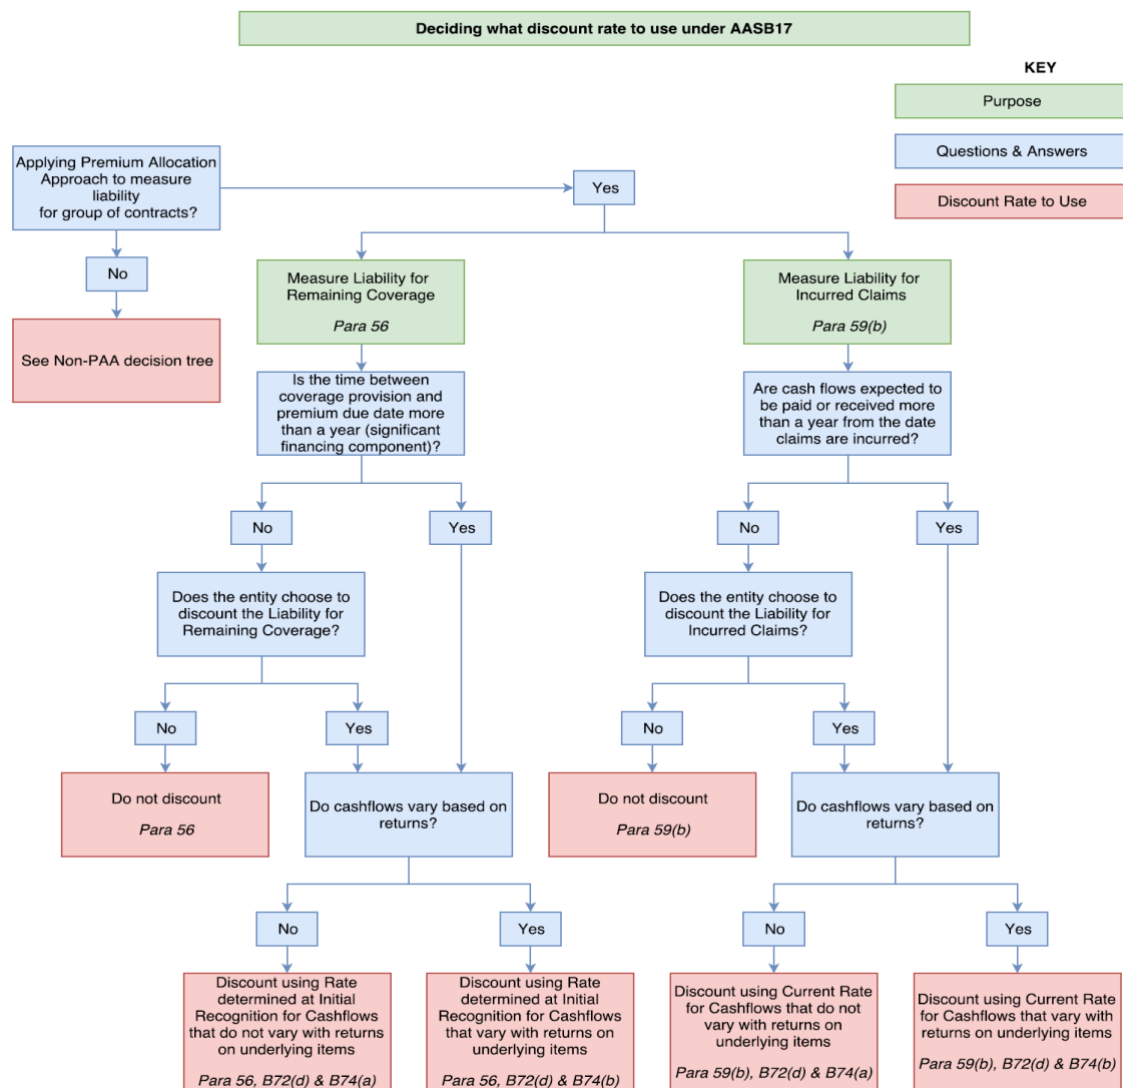 Deciding what discount rate to use under AASB17
KEY
Purpose
Questions & Answers
Discount Rate to Use
Applying Premium Allocation
Approach to measure
liability
for group of contracts?
Yes
No
See Non-PAA decision tree
Measure Liability for
Remaining Coverage
Para 56
Measure Liability for
Incurred Claims
Para 59(b)
Is the time between
coverage provision and
premium due date more
than a year (significant
financing component)?
Are cash flows expected to
be paid or received more
than a year from the date
claims are incurred?
No
Yes
No
Yes
Does the entity choose to
discount the Liability for
Remaining Coverage?
Does the entity choose to
discount the Liability for
Incurred Claims?
No
Yes
No
Yes
Do not discount
Para 56
Do cashflows vary based on
returns?
Do not discount
Para 59(b)
Do cashflows vary based on
returns?
No
Yes
No
Yes
Discount using Rate
determined at Initial
Recognition for Cashflows
that do not vary with returns
on underlying items
Para 56, B72(d) & B74(a)
Discount using Rate
determined at Initial
Recognition for Cashflows
that vary with returns on
underlying items
Para 56, B72(d) & B74(b)
Discount using Current Rate
for Cashflows that do not
vary with returns on
underlying items
Para 59(b), B72(d) & B74(a)
Discount using Current Rate
for Cashflows that vary with
returns on underlying items
Para 59(b), B72(d) & B74(b)